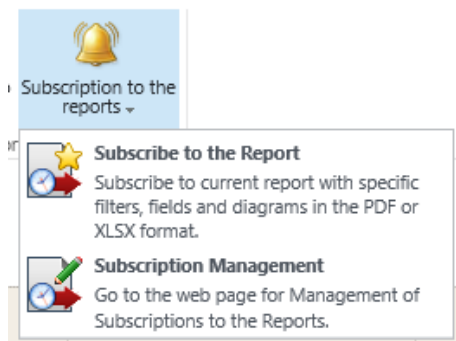 Subscription to the
reports
Subscribe to the Report
Subscribe to current report with specific
filters, fields and diagrams in the PDF or
XLSX format.
Subscription Management
Go to the web page for Management of
Subscriptions to the Reports.